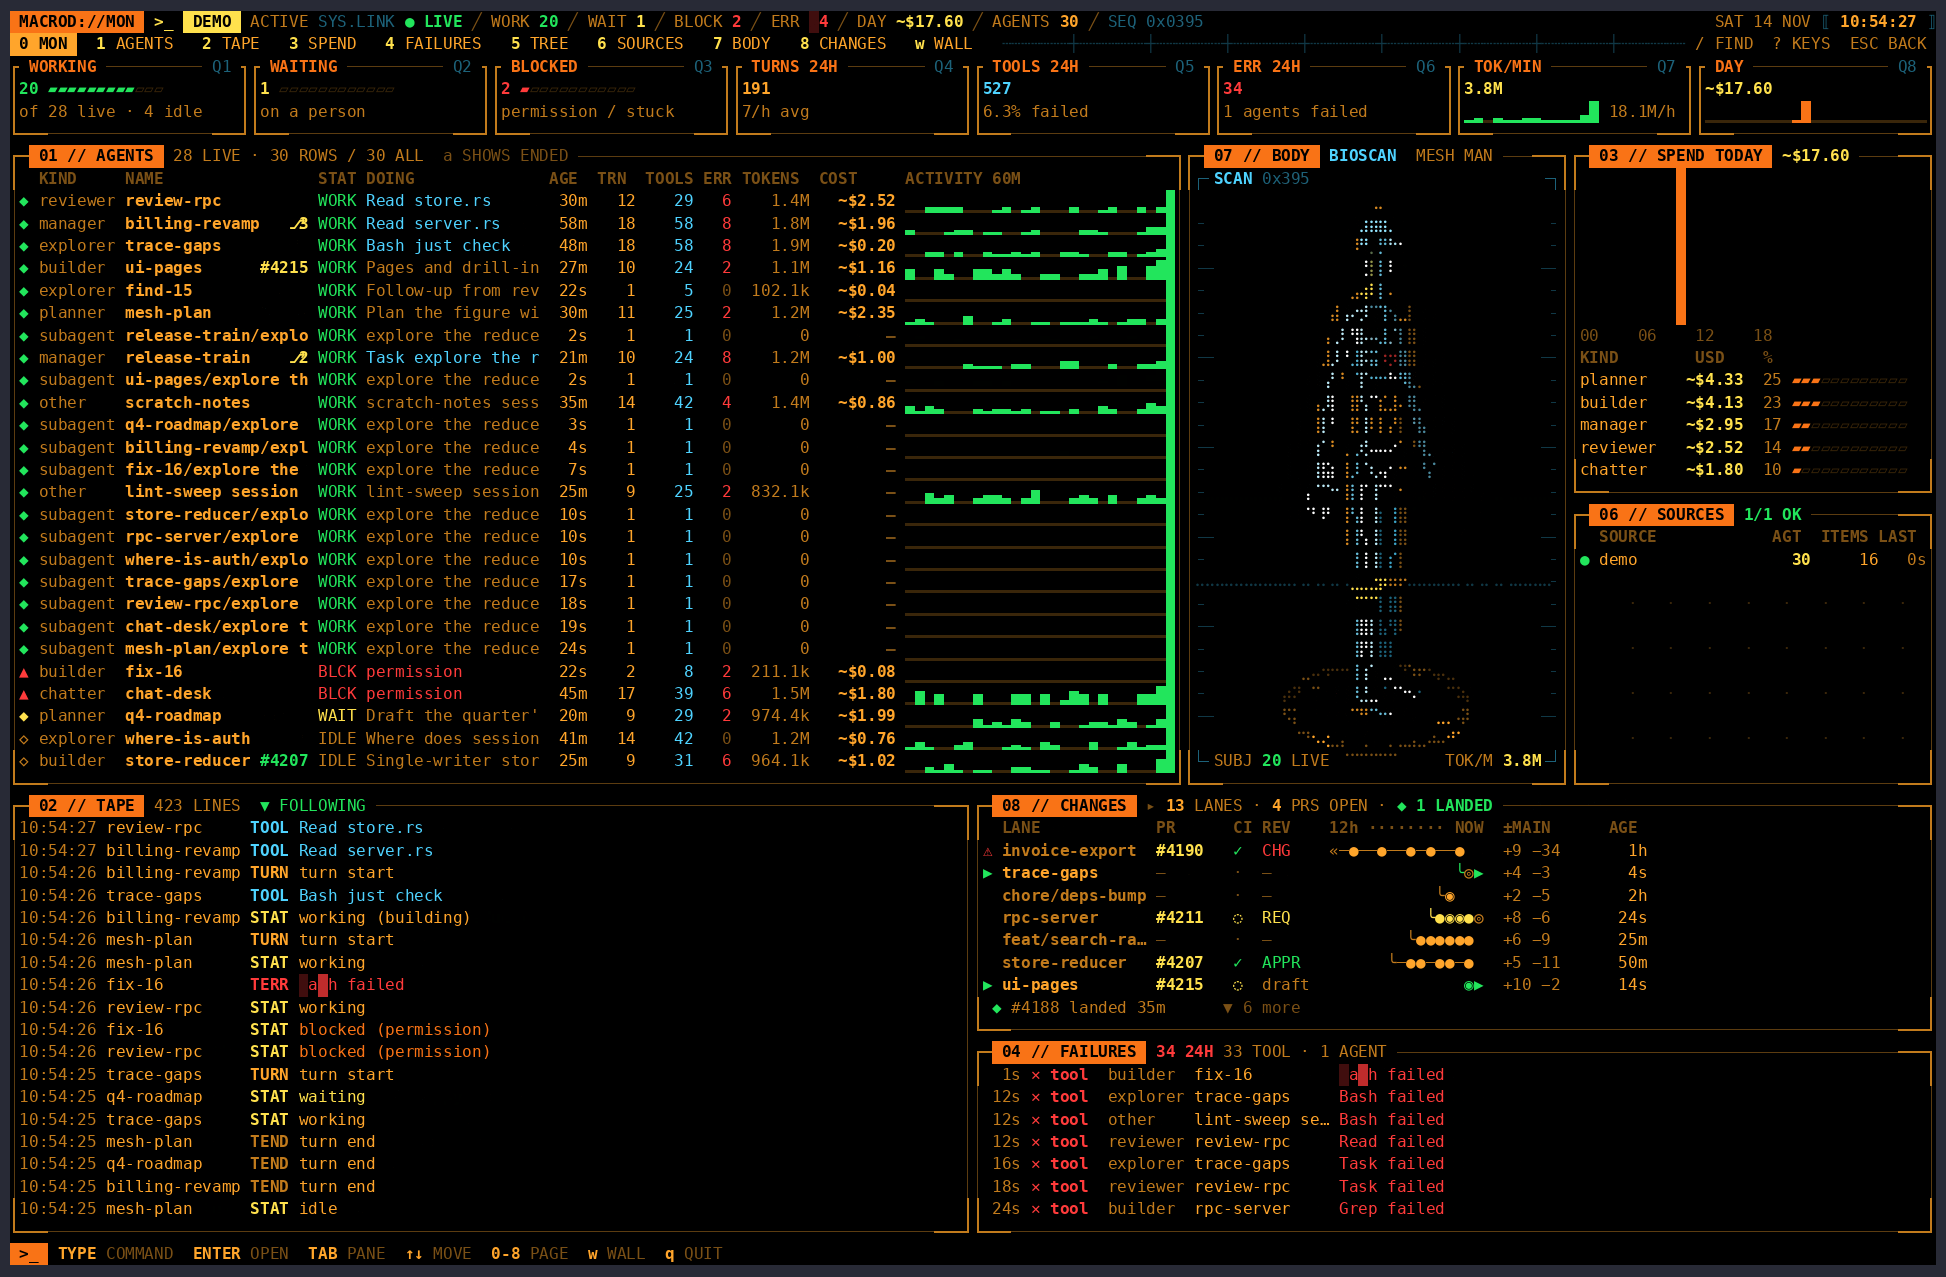 MACROD://MON >_ DEMO ACTIVE SYS.LINK ● LIVE / WORK 20 / WAIT 1 / BLOCK 2 / ERR 4 / DAY ~$17.60 / AGENTS 30 / SEQ 0x0395 SAT 14 NOV ⟦ 10:54:27 ⟧
0 MON 1 AGENTS 2 TAPE 3 SPEND 4 FAILURES 5 TREE 6 SOURCES 7 BODY 8 CHANGES w WALL / FIND ? KEYS ESC BACK
WORKING Q1 WAITING Q2 BLOCKED Q3 TURNS 24H Q4 TOOLS 24H Q5 ERR 24H Q6 TOK/MIN Q7 DAY Q8
20 1 2 191 527 34 3.8M ~$17.60
of 28 live · 4 idle on a person permission / stuck 7/h avg 6.3% failed 1 agents failed 18.1M/h
01 // AGENTS 28 LIVE · 30 ROWS / 30 ALL a SHOWS ENDED
KIND NAME STAT DOING AGE TRN TOOLS ERR TOKENS COST ACTIVITY 60M
◆ reviewer review-rpc WORK Read store.rs 30m 12 29 6 1.4M ~$2.52
◆ manager billing-revamp ⎇3 WORK Read server.rs 58m 18 58 8 1.8M ~$1.96
◆ explorer trace-gaps WORK Bash just check 48m 18 58 8 1.9M ~$0.20
◆ builder ui-pages #4215 WORK Pages and drill-in 27m 10 24 2 1.1M ~$1.16
◆ explorer find-15 WORK Follow-up from rev 22s 1 5 0 102.1k ~$0.04
◆ planner mesh-plan WORK Plan the figure wi 30m 11 25 2 1.2M ~$2.35
◆ subagent release-train/explo WORK explore the reduce 2s 1 1 0 0 —
◆ manager release-train ⎇2 WORK Task explore the r 21m 10 24 8 1.2M ~$1.00
◆ subagent ui-pages/explore th WORK explore the reduce 2s 1 1 0 0 —
◆ other scratch-notes WORK scratch-notes sess 35m 14 42 4 1.4M ~$0.86
◆ subagent q4-roadmap/explore WORK explore the reduce 3s 1 1 0 0 —
◆ subagent billing-revamp/expl WORK explore the reduce 4s 1 1 0 0 —
◆ subagent fix-16/explore the WORK explore the reduce 7s 1 1 0 0 —
◆ other lint-sweep session WORK lint-sweep session 25m 9 25 2 832.1k —
◆ subagent store-reducer/explo WORK explore the reduce 10s 1 1 0 0 —
◆ subagent rpc-server/explore WORK explore the reduce 10s 1 1 0 0 —
◆ subagent where-is-auth/explo WORK explore the reduce 10s 1 1 0 0 —
◆ subagent trace-gaps/explore WORK explore the reduce 17s 1 1 0 0 —
◆ subagent review-rpc/explore WORK explore the reduce 18s 1 1 0 0 —
◆ subagent chat-desk/explore t WORK explore the reduce 19s 1 1 0 0 —
◆ subagent mesh-plan/explore t WORK explore the reduce 24s 1 1 0 0 —
▲ builder fix-16 BLCK permission 22s 2 8 2 211.1k ~$0.08
▲ chatter chat-desk BLCK permission 45m 17 39 6 1.5M ~$1.80
◆ planner q4-roadmap WAIT Draft the quarter' 20m 9 29 2 974.4k ~$1.99
◇ explorer where-is-auth IDLE Where does session 41m 14 42 0 1.2M ~$0.76
◇ builder store-reducer #4207 IDLE Single-writer stor 25m 9 31 6 964.1k ~$1.02
07 // BODY BIOSCAN MESH MAN
SCAN 0x395
SUBJ 20 LIVE TOK/M 3.8M
03 // SPEND TODAY ~$17.60
00 06 12 18
KIND USD %
planner ~$4.33 25
builder ~$4.13 23
manager ~$2.95 17
reviewer ~$2.52 14
chatter ~$1.80 10
06 // SOURCES 1/1 OK
SOURCE AGT ITEMS LAST
● demo 30 16 0s
02 // TAPE 423 LINES ▼ FOLLOWING
10:54:27 review-rpc TOOL Read store.rs
10:54:27 billing-revamp TOOL Read server.rs
10:54:26 billing-revamp TURN turn start
10:54:26 trace-gaps TOOL Bash just check
10:54:26 billing-revamp STAT working (building)
10:54:26 mesh-plan TURN turn start
10:54:26 mesh-plan STAT working
10:54:26 fix-16 TERR a h failed
10:54:26 review-rpc STAT working
10:54:26 fix-16 STAT blocked (permission)
10:54:26 review-rpc STAT blocked (permission)
10:54:25 trace-gaps TURN turn start
10:54:25 q4-roadmap STAT waiting
10:54:25 trace-gaps STAT working
10:54:25 mesh-plan TEND turn end
10:54:25 q4-roadmap TEND turn end
10:54:25 billing-revamp TEND turn end
10:54:25 mesh-plan STAT idle
08 // CHANGES ▸ 13 LANES · 4 PRS OPEN · ◆ 1 LANDED
LANE PR CI REV 12h ········ NOW ±MAIN AGE
⚠ invoice-export #4190 ✓ CHG +9 −34 1h
▶ trace-gaps — · — +4 −3 4s
chore/deps-bump — · — +2 −5 2h
rpc-server #4211 ◌ REQ +8 −6 24s
feat/search-ra… — · — +6 −9 25m
store-reducer #4207 ✓ APPR +5 −11 50m
▶ ui-pages #4215 ◌ draft +10 −2 14s
◆ #4188 landed 35m ▼ 6 more
04 // FAILURES 34 24H 33 TOOL · 1 AGENT
1s × tool builder fix-16 a h failed
12s × tool explorer trace-gaps Bash failed
12s × tool other lint-sweep se… Bash failed
12s × tool reviewer review-rpc Read failed
16s × tool explorer trace-gaps Task failed
18s × tool reviewer review-rpc Task failed
24s × tool builder rpc-server Grep failed
>_ TYPE COMMAND ENTER OPEN TAB PANE ↑↓ MOVE 0-8 PAGE w WALL q QUIT